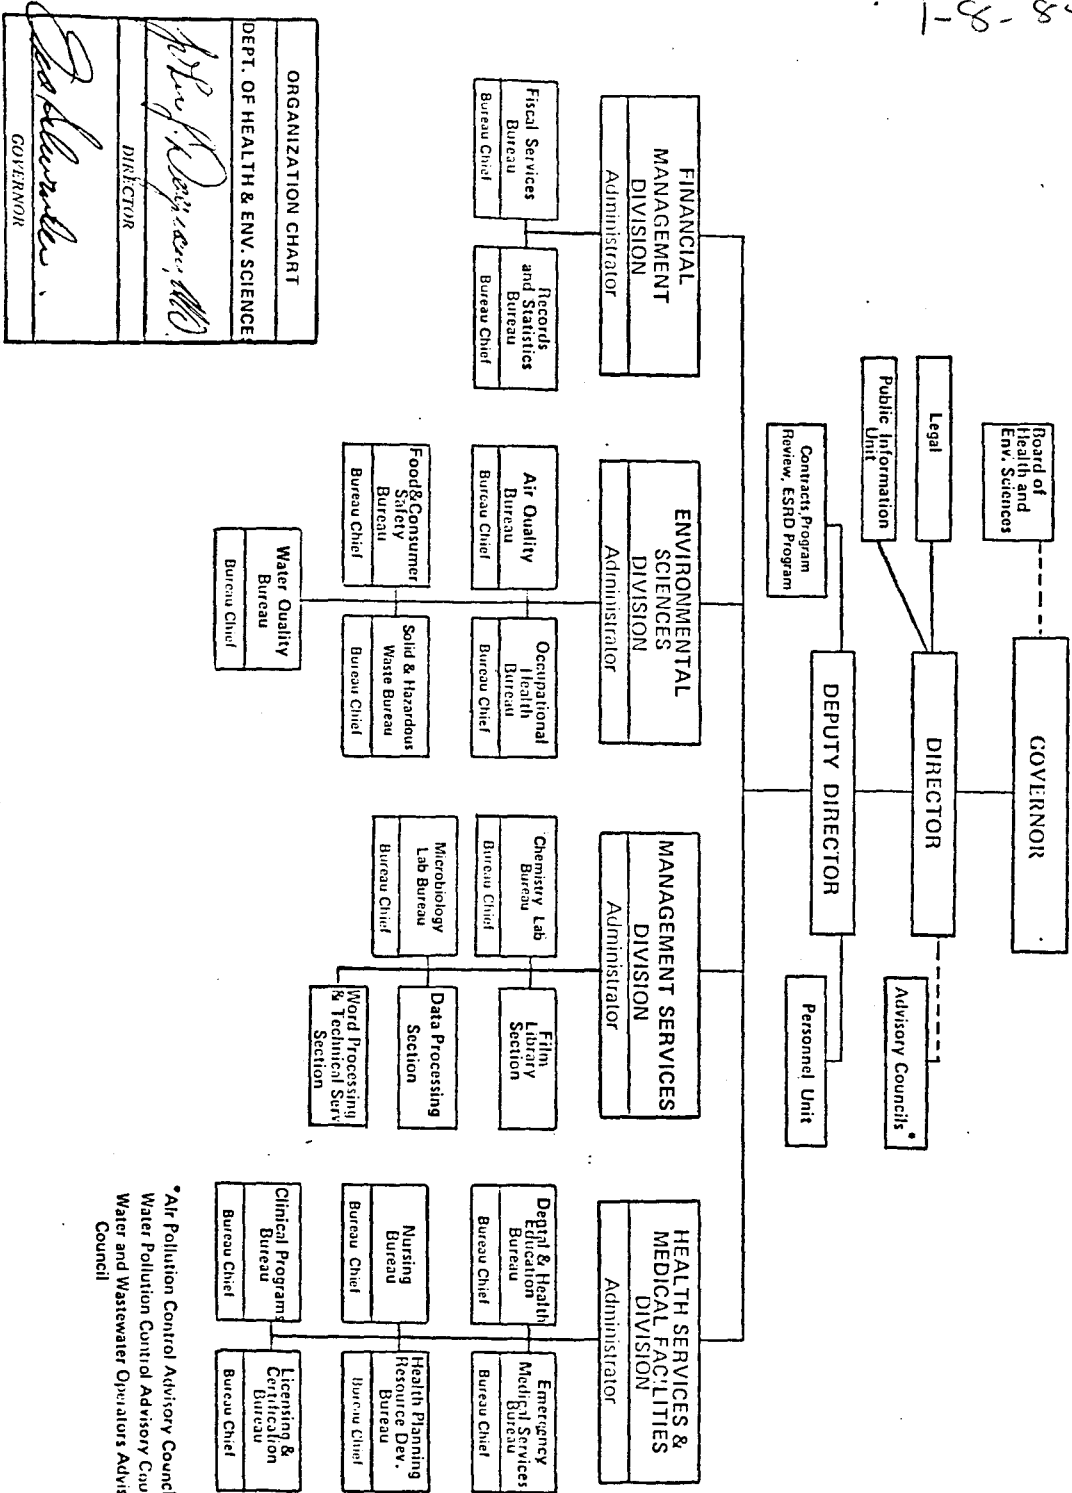 GOVERNOR
Board of
Health and
Env. Sciences
DIRECTOR
Legal
Public Information
Unit
Advisory Councils *
DEPUTY DIRECTOR
Contracts,Program
Review, ESRD Program
Personnel Unit
FINANCIAL
MANAGEMENT
DIVISION
Administrator
Fiscal Services
Bureau
Bureau Chief
Records
and Statistics
Bureau
Bureau Chief
ENVIRONMENTAL
SCIENCES
DIVISION
Administrator
Air Quality
Bureau
Bureau Chief
Occupational
Health
Bureau
Bureau Chief
Food&Consumer
Safety
Bureau
Bureau Chief
Solid & Hazardous
Waste Bureau
Bureau Chief
Water Quality
Bureau
Bureau Chief
MANAGEMENT SERVICES
DIVISION
Administrator
Chemistry Lab
Bureau
Bureau Chief
Film
Library
Section
Microbiology
Lab Bureau
Bureau Chief
Data Processing
Section
Word Processing
& Technical Serv
Section
HEALTH SERVICES &
MEDICAL FACILITIES
DIVISION
Administrator
Dental & Health
Education
Bureau
Bureau Chief
Emergency
Medical Services
Bureau
Bureau Chief
Nursing
Bureau
Bureau Chief
Health Planning
Resource Dev.
Bureau
Bureau Chief
Clinical Programs
Bureau
Bureau Chief
Licensing &
Certification
Bureau
Bureau Chief
ORGANIZATION CHART
DEPT. OF HEALTH & ENV. SCIENCES
DIRECTOR
GOVERNOR
*Air Pollution Control Advisory Counc
Water Pollution Control Advisory Cou
Water and Wastewater Operators Advis
Council